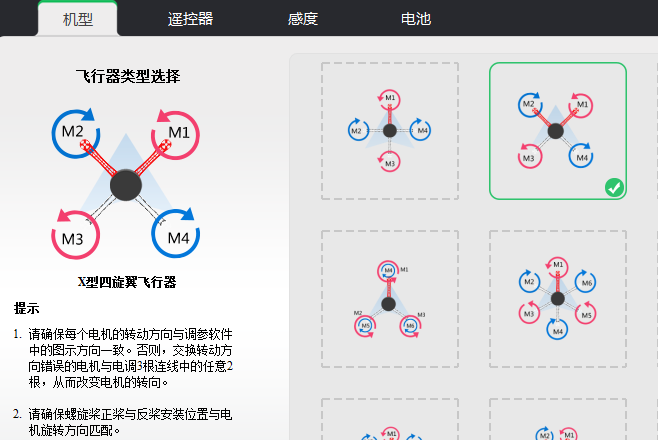 机型 遥控器 感度 电池
飞行器类型选择
M2 M1
M3 M4
X型四旋翼飞行器
提示
1. 请确保每个电机的转动方向与调参软件
中的图示方向一致。否则，交换转动方
向错误的电机与电调3根连线中的任意2
根，从而改变电机的转向。
2. 请确保螺旋桨正桨与反桨安装位置与电
机旋转方向匹配。
M1
M2 M4
M3
M2 M1
M3 M4
M4 M1
M2 M3
M5 M6
M1
M2 M6
M3 M5
M4
M1
M2 M1